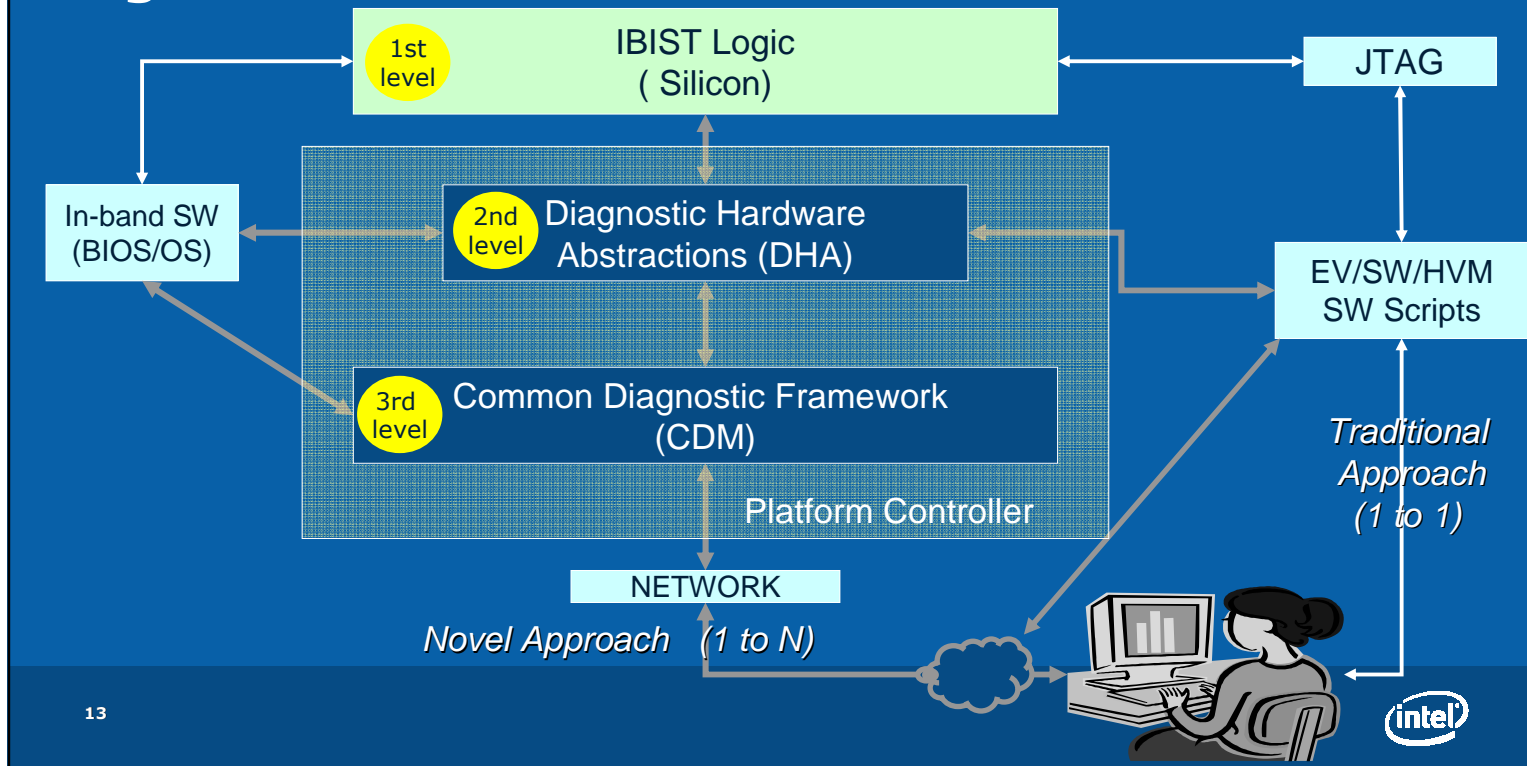 1st
level
IBIST Logic
( Silicon)
JTAG
In-band SW
(BIOS/OS)
2nd
level
Diagnostic Hardware
Abstractions (DHA)
EV/SW/HVM
SW Scripts
3rd
level
Common Diagnostic Framework
(CDM)
Traditional
Approach
(1 to 1)
Platform Controller
NETWORK
Novel Approach (1 to N)
13
intel